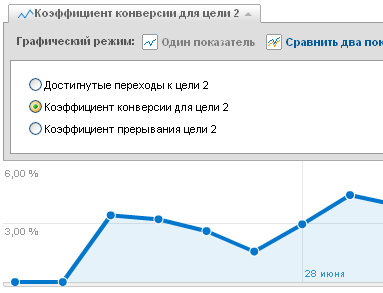 Коэффициент конверсии для цели 2
Графический режим: Один показатель Сравнить два
Достигнутые переходы к цели 2
Коэффициент конверсии для цели 2
Коэффициент прерывания цели 2
6,00 %
3,00 %
28 июня